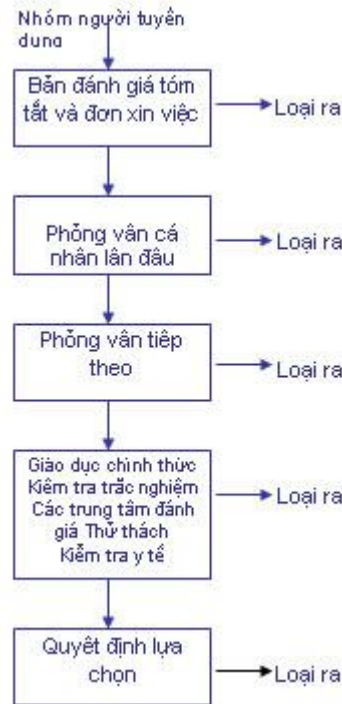 Nhóm người tuyển
dụng
Bản đánh giá tóm
tắt và đơn xin việc
Loại ra
Phỏng vấn cá
nhân lần đầu
Loại ra
Phỏng vấn tiếp
theo
Loại ra
Giáo dục chính thức
Kiểm tra trắc nghiệm
Các trung tâm đánh
giá Thử thách
Kiểm tra y tế
Loại ra
Quyết định lựa
chọn
Loại ra